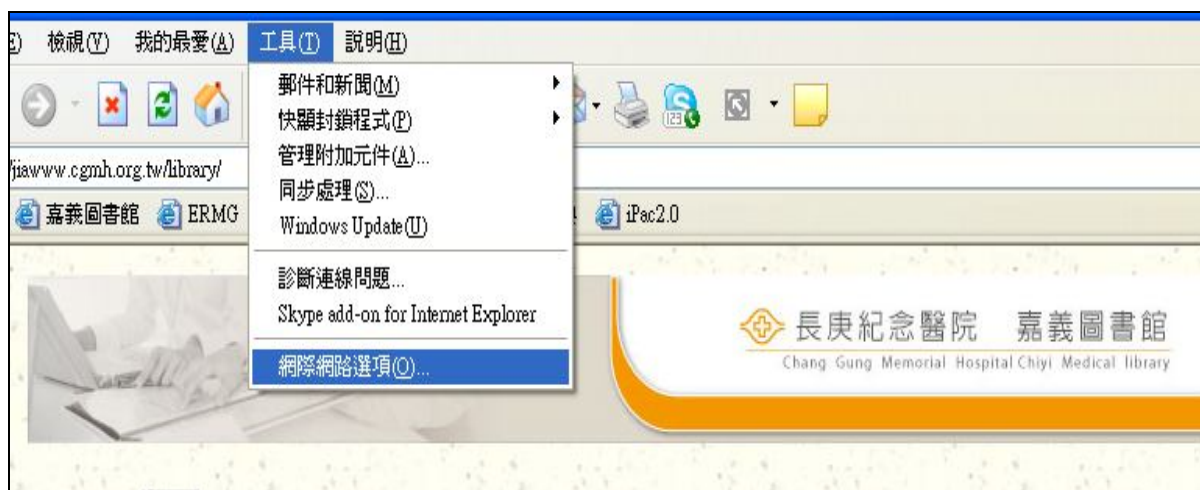 檢視(V) 我的最愛(A) 工具(T) 說明(H)
郵件和新聞(M)
快顯封鎖程式(P)
管理附加元件(A)...
同步處理(S)...
Windows Update(U)
診斷連線問題...
Skype add-on for Internet Explorer
網際網路選項(O)...
123
jiawww.cgmh.org.tw/library/
嘉義圖書館 ERMG iPac2.0
長庚紀念醫院 嘉義圖書館
Chang Gung Memorial Hospital Chiyi Medical library